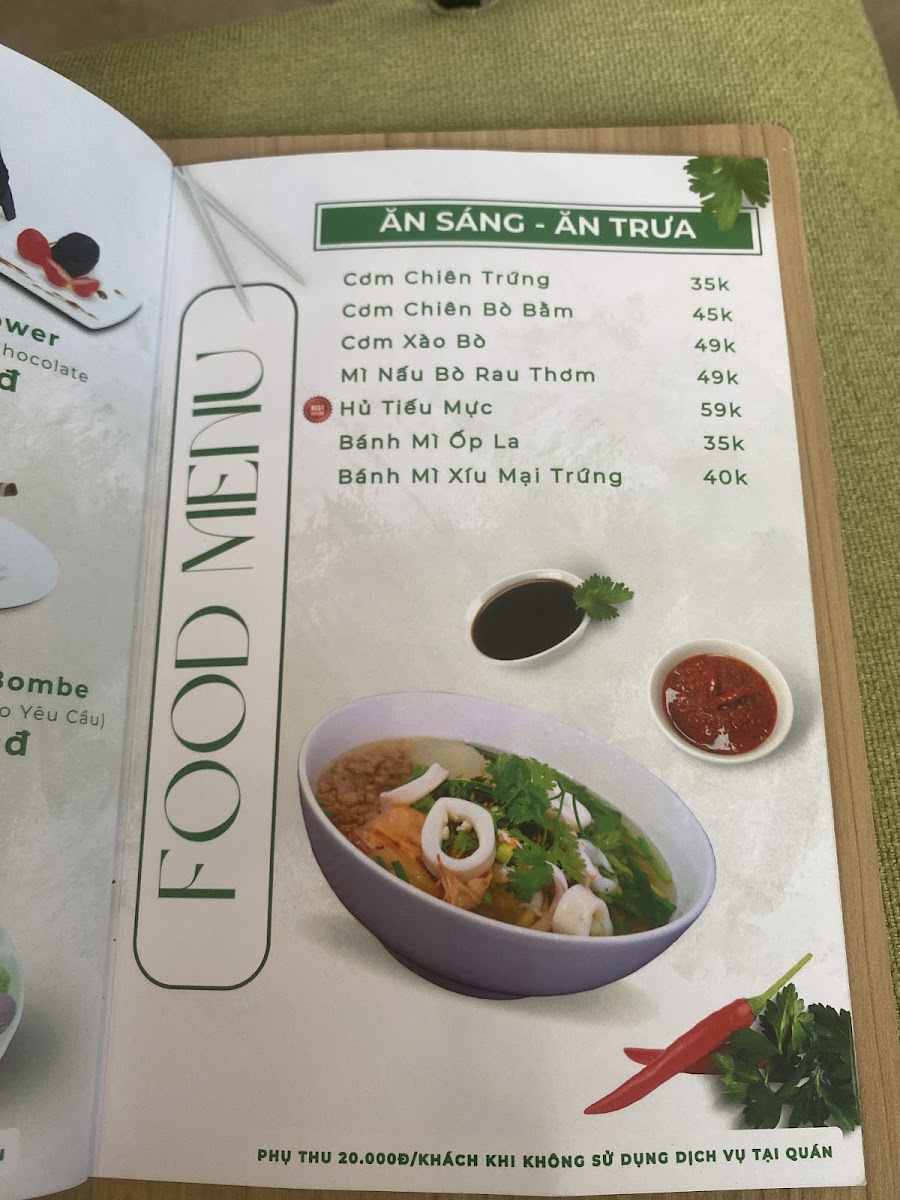 ower
Chocolate
đ
Bombe
o Yêu Cầu)
đ
FOOD MENU
ĂN SÁNG - ĂN TRƯA
Cơm Chiên Trứng 35k
Cơm Chiên Bò Bằm 45k
Cơm Xào Bò 49k
Mì Nấu Bò Rau Thơm 49k
BEST
Hủ Tiếu Mực 59k
Bánh Mì Ốp La 35k
Bánh Mì Xíu Mại Trứng 40k
PHỤ THU 20.000Đ/KHÁCH KHI KHÔNG SỬ DỤNG DỊCH VỤ TẠI QUÁN